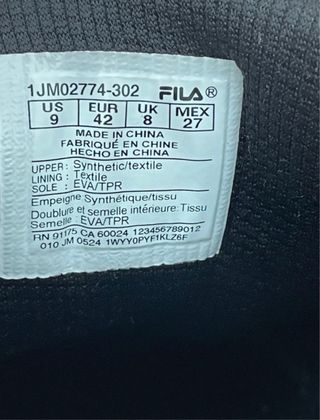 1JM02774-302 FILA®
US EUR UK MEX
9 42 8 27
MADE IN CHINA
FABRIQUÉ EN CHINE
HECHO EN CHINA
UPPER: Synthetic/textile
LINING: Textile
SOLE : EVA/TPR
Empeigne Synthétique/tissu
Doublure et semelle intérieure: Tissu
Semelle: EVA/TPR
RN 91175 CA 60024 123456789012
010 JM 0524 1WYY0PYF1KLZ6F